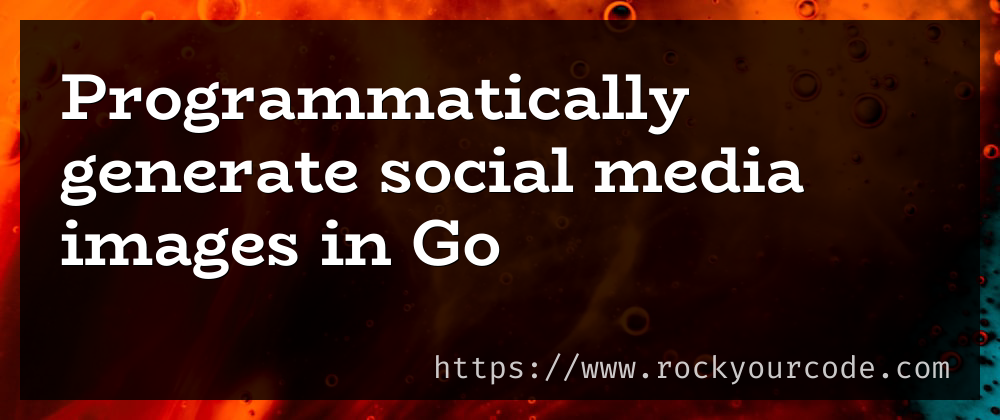 Programmatically
generate social media
images in Go
https://www.rockyourcode.com